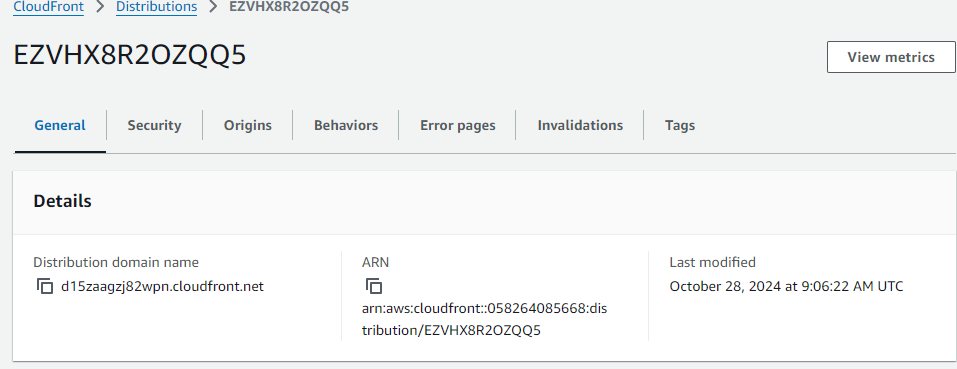 CloudFront > Distributions > EZVHX8R2OZQQ5
EZVHX8R2OZQQ5
View metrics
General Security Origins Behaviors Error pages Invalidations Tags
Details
Distribution domain name
d15zaagzj82wpn.cloudfront.net
ARN
arn:aws:cloudfront::058264085668:dis
tribution/EZVHX8R2OZQQ5
Last modified
October 28, 2024 at 9:06:22 AM UTC